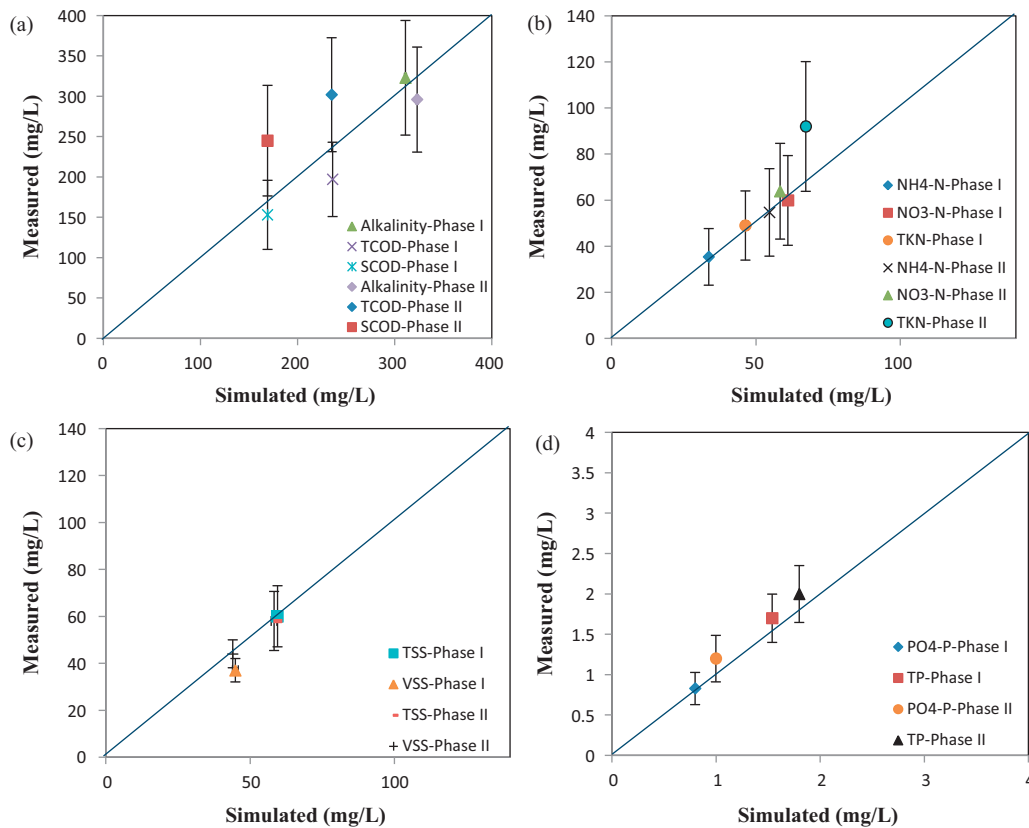 (a)
400
350
300
250
200
150
100
50
0
Measured (mg/L)
Alkalinity-Phase I
TCOD-Phase I
SCOD-Phase I
Alkalinity-Phase II
TCOD-Phase II
SCOD-Phase II
0 100 200 300 400
Simulated (mg/L)
(b)
140
120
100
80
60
40
20
0
Measured (mg/L)
NH4-N-Phase I
NO3-N-Phase I
TKN-Phase I
NH4-N-Phase II
NO3-N-Phase II
TKN-Phase II
0 50 100
Simulated (mg/L)
(c)
140
120
100
80
60
40
20
0
Measured (mg/L)
TSS-Phase I
VSS-Phase I
TSS-Phase II
VSS-Phase II
0 50 100
Simulated (mg/L)
(d)
4
3.5
3
2.5
2
1.5
1
0.5
0
Measured (mg/L)
PO4-P-Phase I
TP-Phase I
PO4-P-Phase II
TP-Phase II
0 1 2 3 4
Simulated (mg/L)